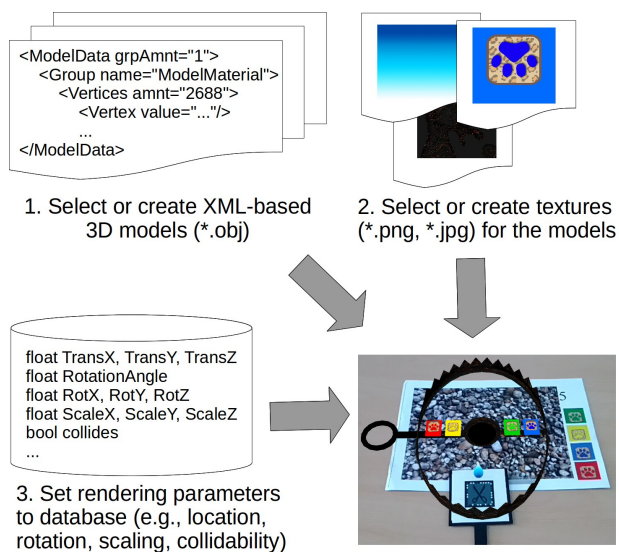 <ModelData grpAmnt="1">
<Group name="ModelMaterial">
<Vertices amnt="2688">
<Vertex value="..."/>
...
</ModelData>
1. Select or create XML-based
3D models (*.obj)
2. Select or create textures
(*.png, *.jpg) for the models
float TransX, TransY, TransZ
float RotationAngle
float RotX, RotY, RotZ
float ScaleX, ScaleY, ScaleZ
bool collides
...
3. Set rendering parameters
to database (e.g., location,
rotation, scaling, collidability)
5